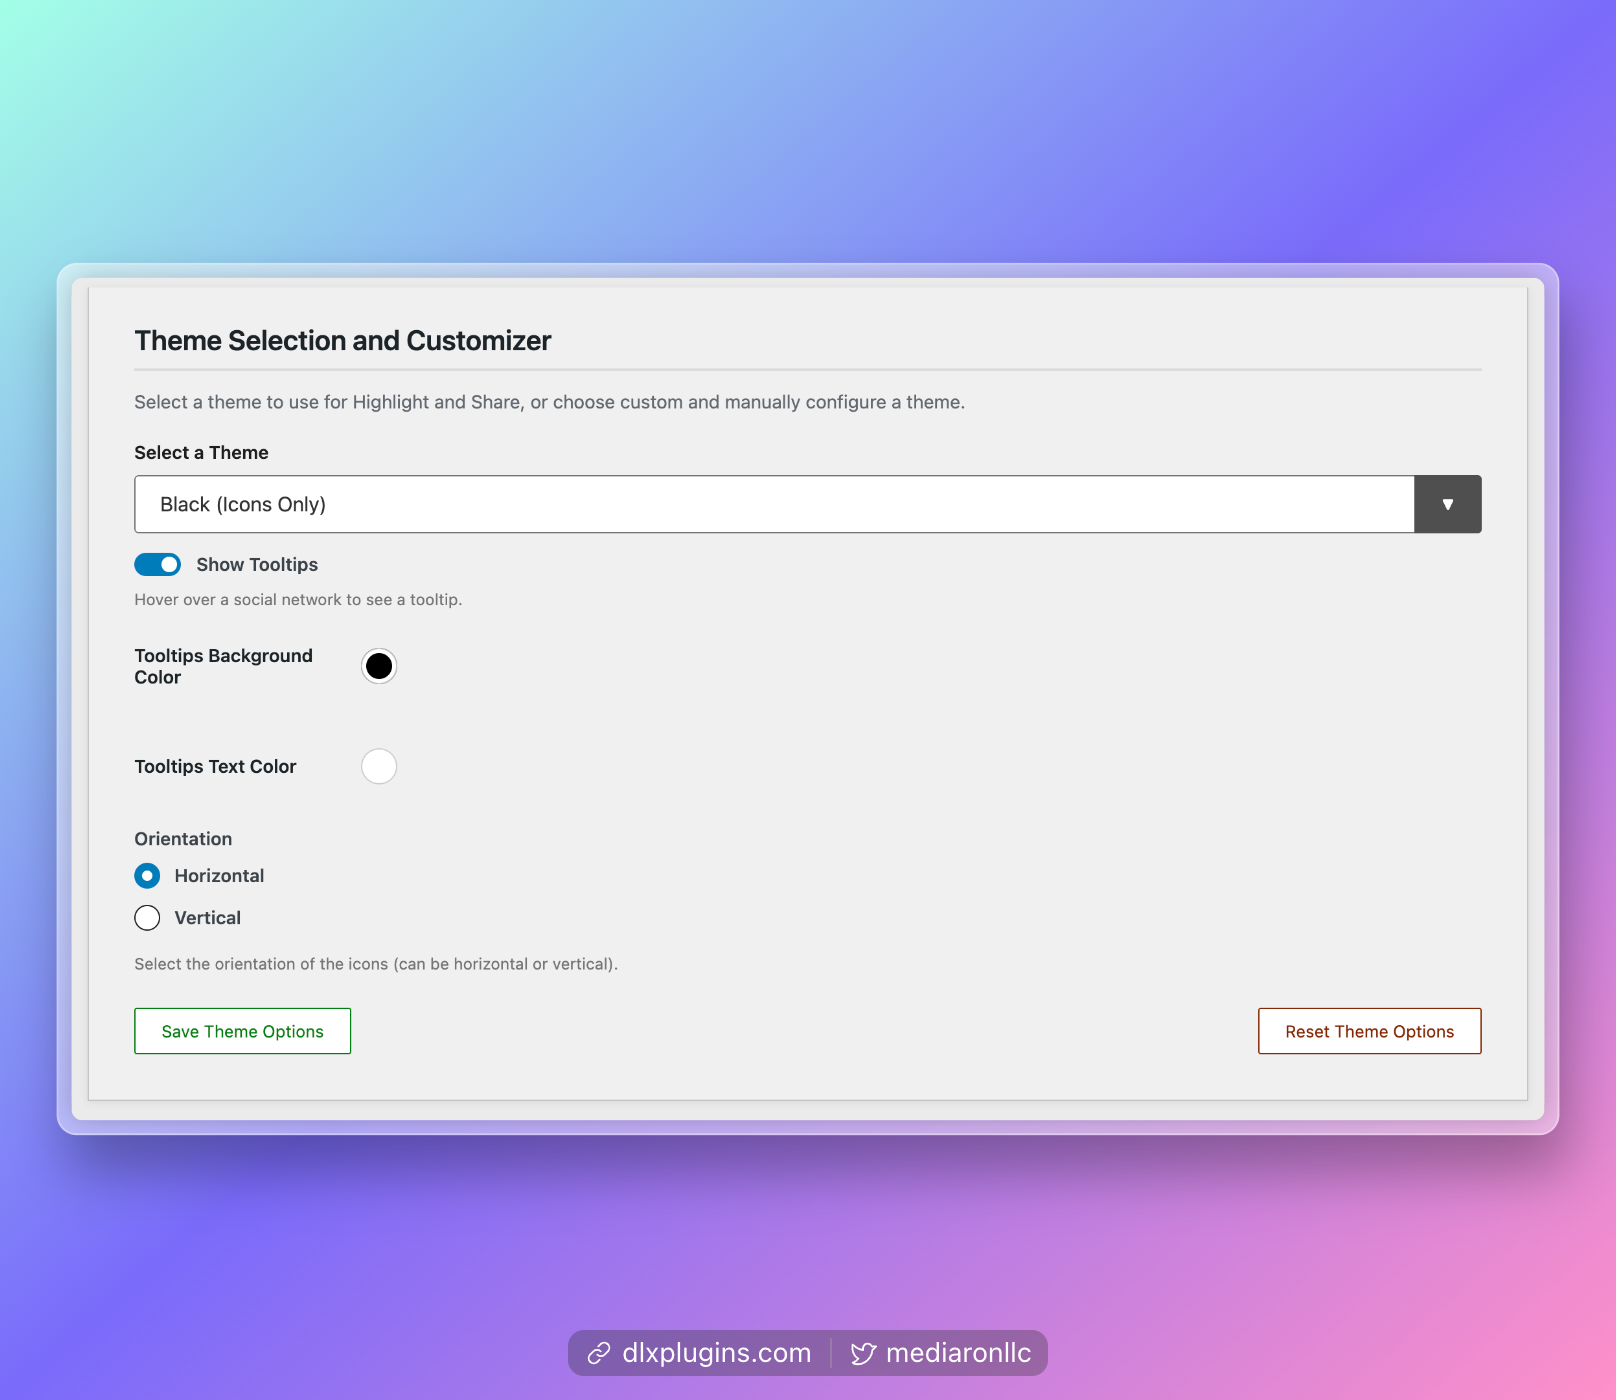 Theme Selection and Customizer
Select a theme to use for Highlight and Share, or choose custom and manually configure a theme.
Select a Theme
Black (Icons Only)
Show Tooltips
Hover over a social network to see a tooltip.
Tooltips Background
Color
Tooltips Text Color
Orientation
Horizontal
Vertical
Select the orientation of the icons (can be horizontal or vertical).
Save Theme Options
Reset Theme Options
dlxplugins.com
mediaronllc